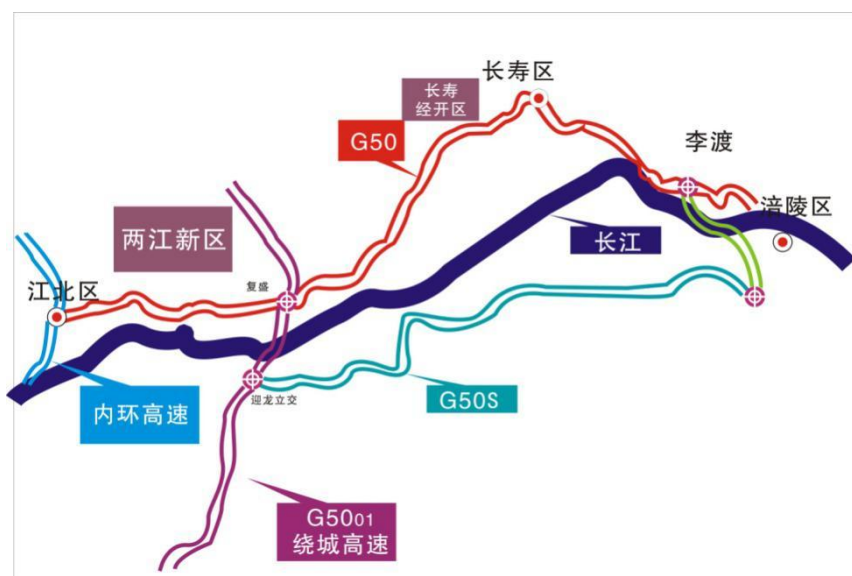 长寿区
长寿
经开区
G50
李渡
涪陵区
两江新区
长江
复盛
江北区
内环高速
迎龙立交
G50S
G5001
绕城高速